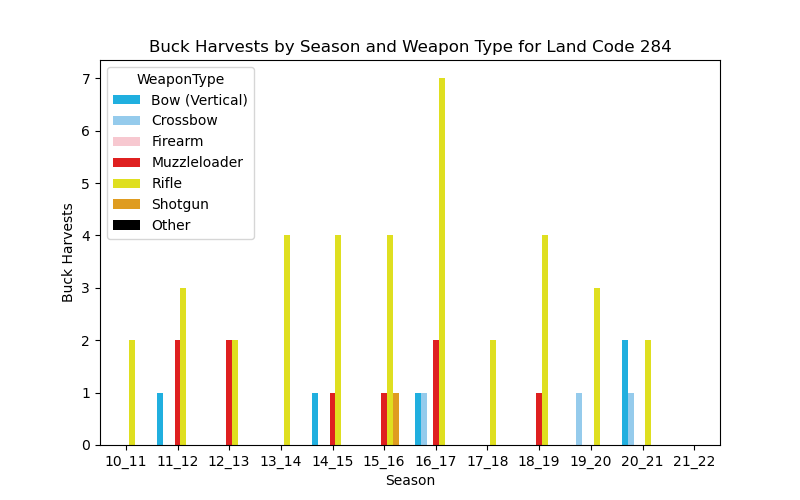 Buck Harvests by Season and Weapon Type for Land Code 284
WeaponType
Bow (Vertical)
Crossbow
Firearm
Muzzleloader
Rifle
Shotgun
Other
Buck Harvests
7
6
5
4
3
2
1
0
10_11 11_12 12_13 13_14 14_15 15_16 16_17 17_18 18_19 19_20 20_21 21_22
Season